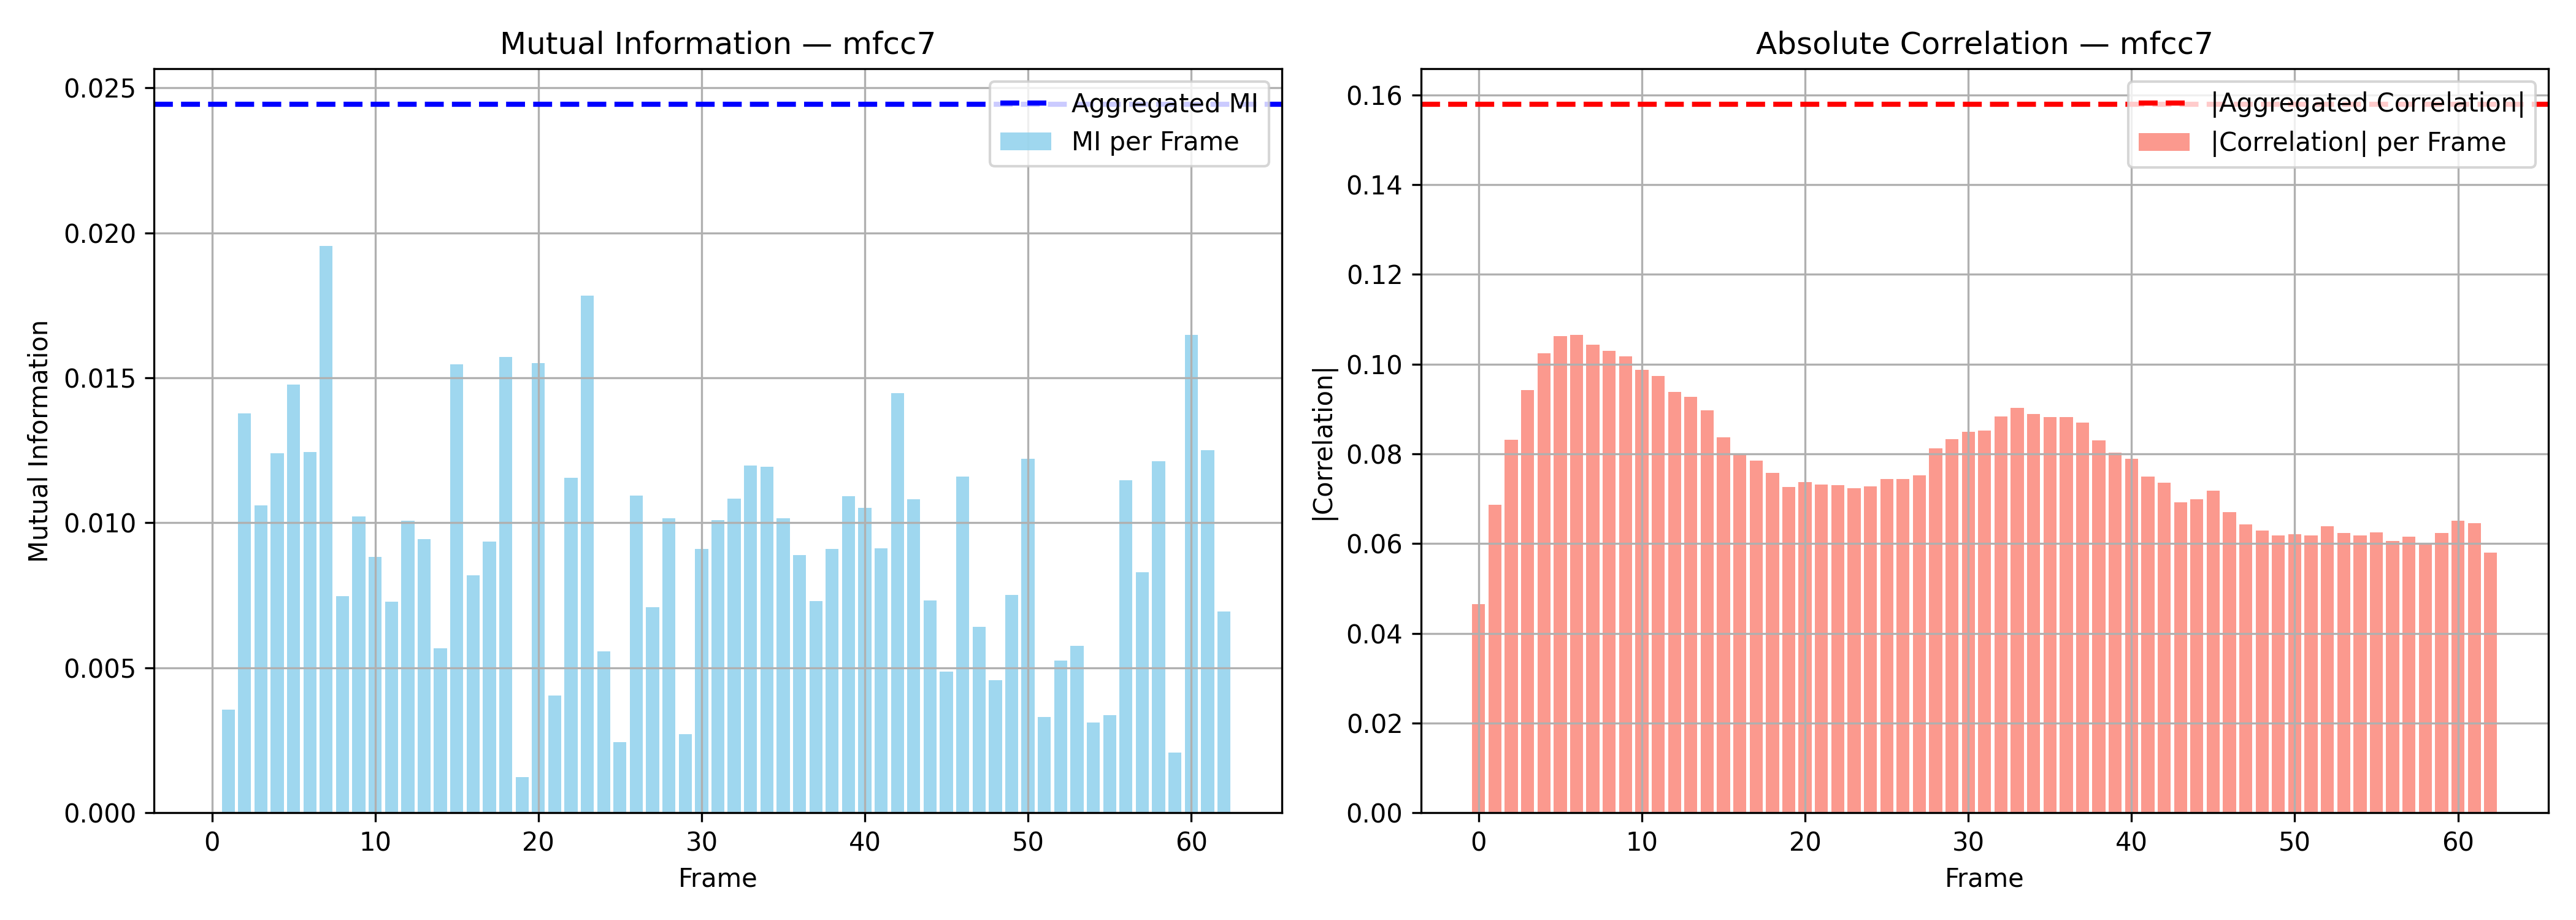 Mutual Information — mfcc7
0.025
0.020
0.015
0.010
0.005
0.000
Mutual Information
0 10 20 30 40 50 60
Frame
Aggregated MI
MI per Frame
Absolute Correlation — mfcc7
0.16
0.14
0.12
0.10
0.08
0.06
0.04
0.02
0.00
|Correlation|
0 10 20 30 40 50 60
Frame
|Aggregated Correlation|
|Correlation| per Frame